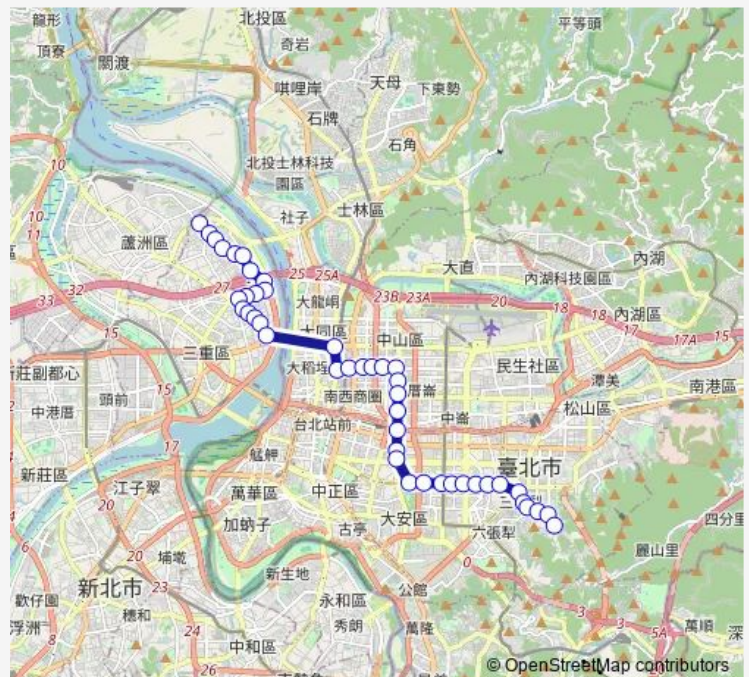 龍形
北投區
平等頭
頂寮
奇岩
關渡
唭哩岸
天母
下東勢
石牌
石角
10
北投士林科技
園區
社子
士林區
10
11
蘆洲區
大直
內湖
25
25A
內湖科技園區
33
32
27
大龍峒
23B
23A
20
18
內湖區
大同區
18
17
15
中山區
17A
三重區
民生社區
大稻埕
莊副都心
頭前
南西商圈
厝崙
潭美
南港區
中港厝
松山區
台北站前
中崙
17
艋舺
臺北市
新莊區
江子翠
萬華區
中正區
大安區
四分里
加蚋子
古亭
六張犁
4
6
20
埔墘
麗山里
新生地
0
新北市
公館
23
歡仔園
永和區
3
3
浮洲
穗和
秀朗
萬隆
萬順
24
5A
深
8
中和區
26
© OpenStreetMap contributors